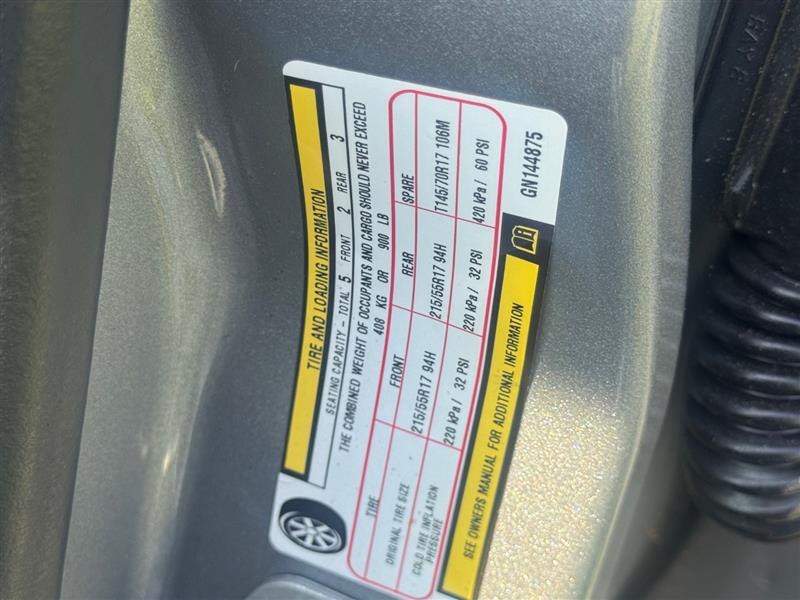 TIRE AND LOADING INFORMATION
SEATING CAPACITY - TOTAL 5 FRONT 2 REAR 3
THE COMBINED WEIGHT OF OCCUPANTS AND CARGO SHOULD NEVER EXCEED
408 KG OR 900 LB
TIRE FRONT REAR SPARE
ORIGINAL TIRE SIZE 215/55R17 94H 215/55R17 94H T145/70R17 106M
COLD TIRE INFLATION PRESSURE 220 kPa / 32 PSI 220 kPa / 32 PSI 420 kPa / 60 PSI
SEE OWNERS MANUAL FOR ADDITIONAL INFORMATION
GN144875